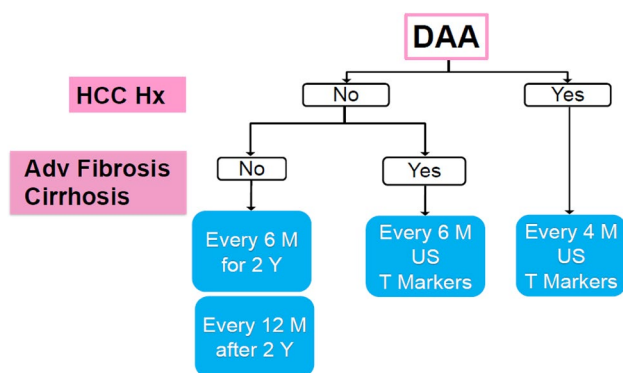 DAA
HCC Hx
No
Yes
Adv Fibrosis
Cirrhosis
No
Yes
Every 6 M
for 2 Y
Every 6 M
US
T Markers
Every 4 M
US
T Markers
Every 12 M
after 2 Y